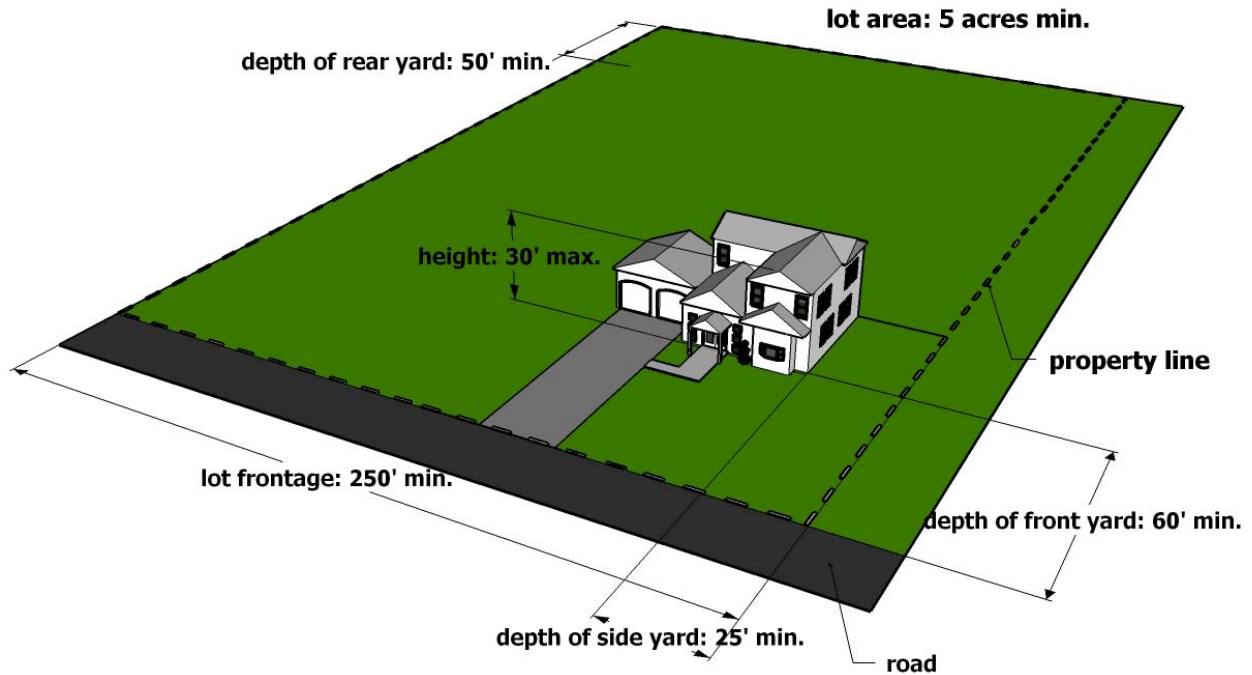 lot area: 5 acres min.
depth of rear yard: 50' min.
height: 30' max.
property line
lot frontage: 250' min.
depth of front yard: 60' min.
depth of side yard: 25' min.
road